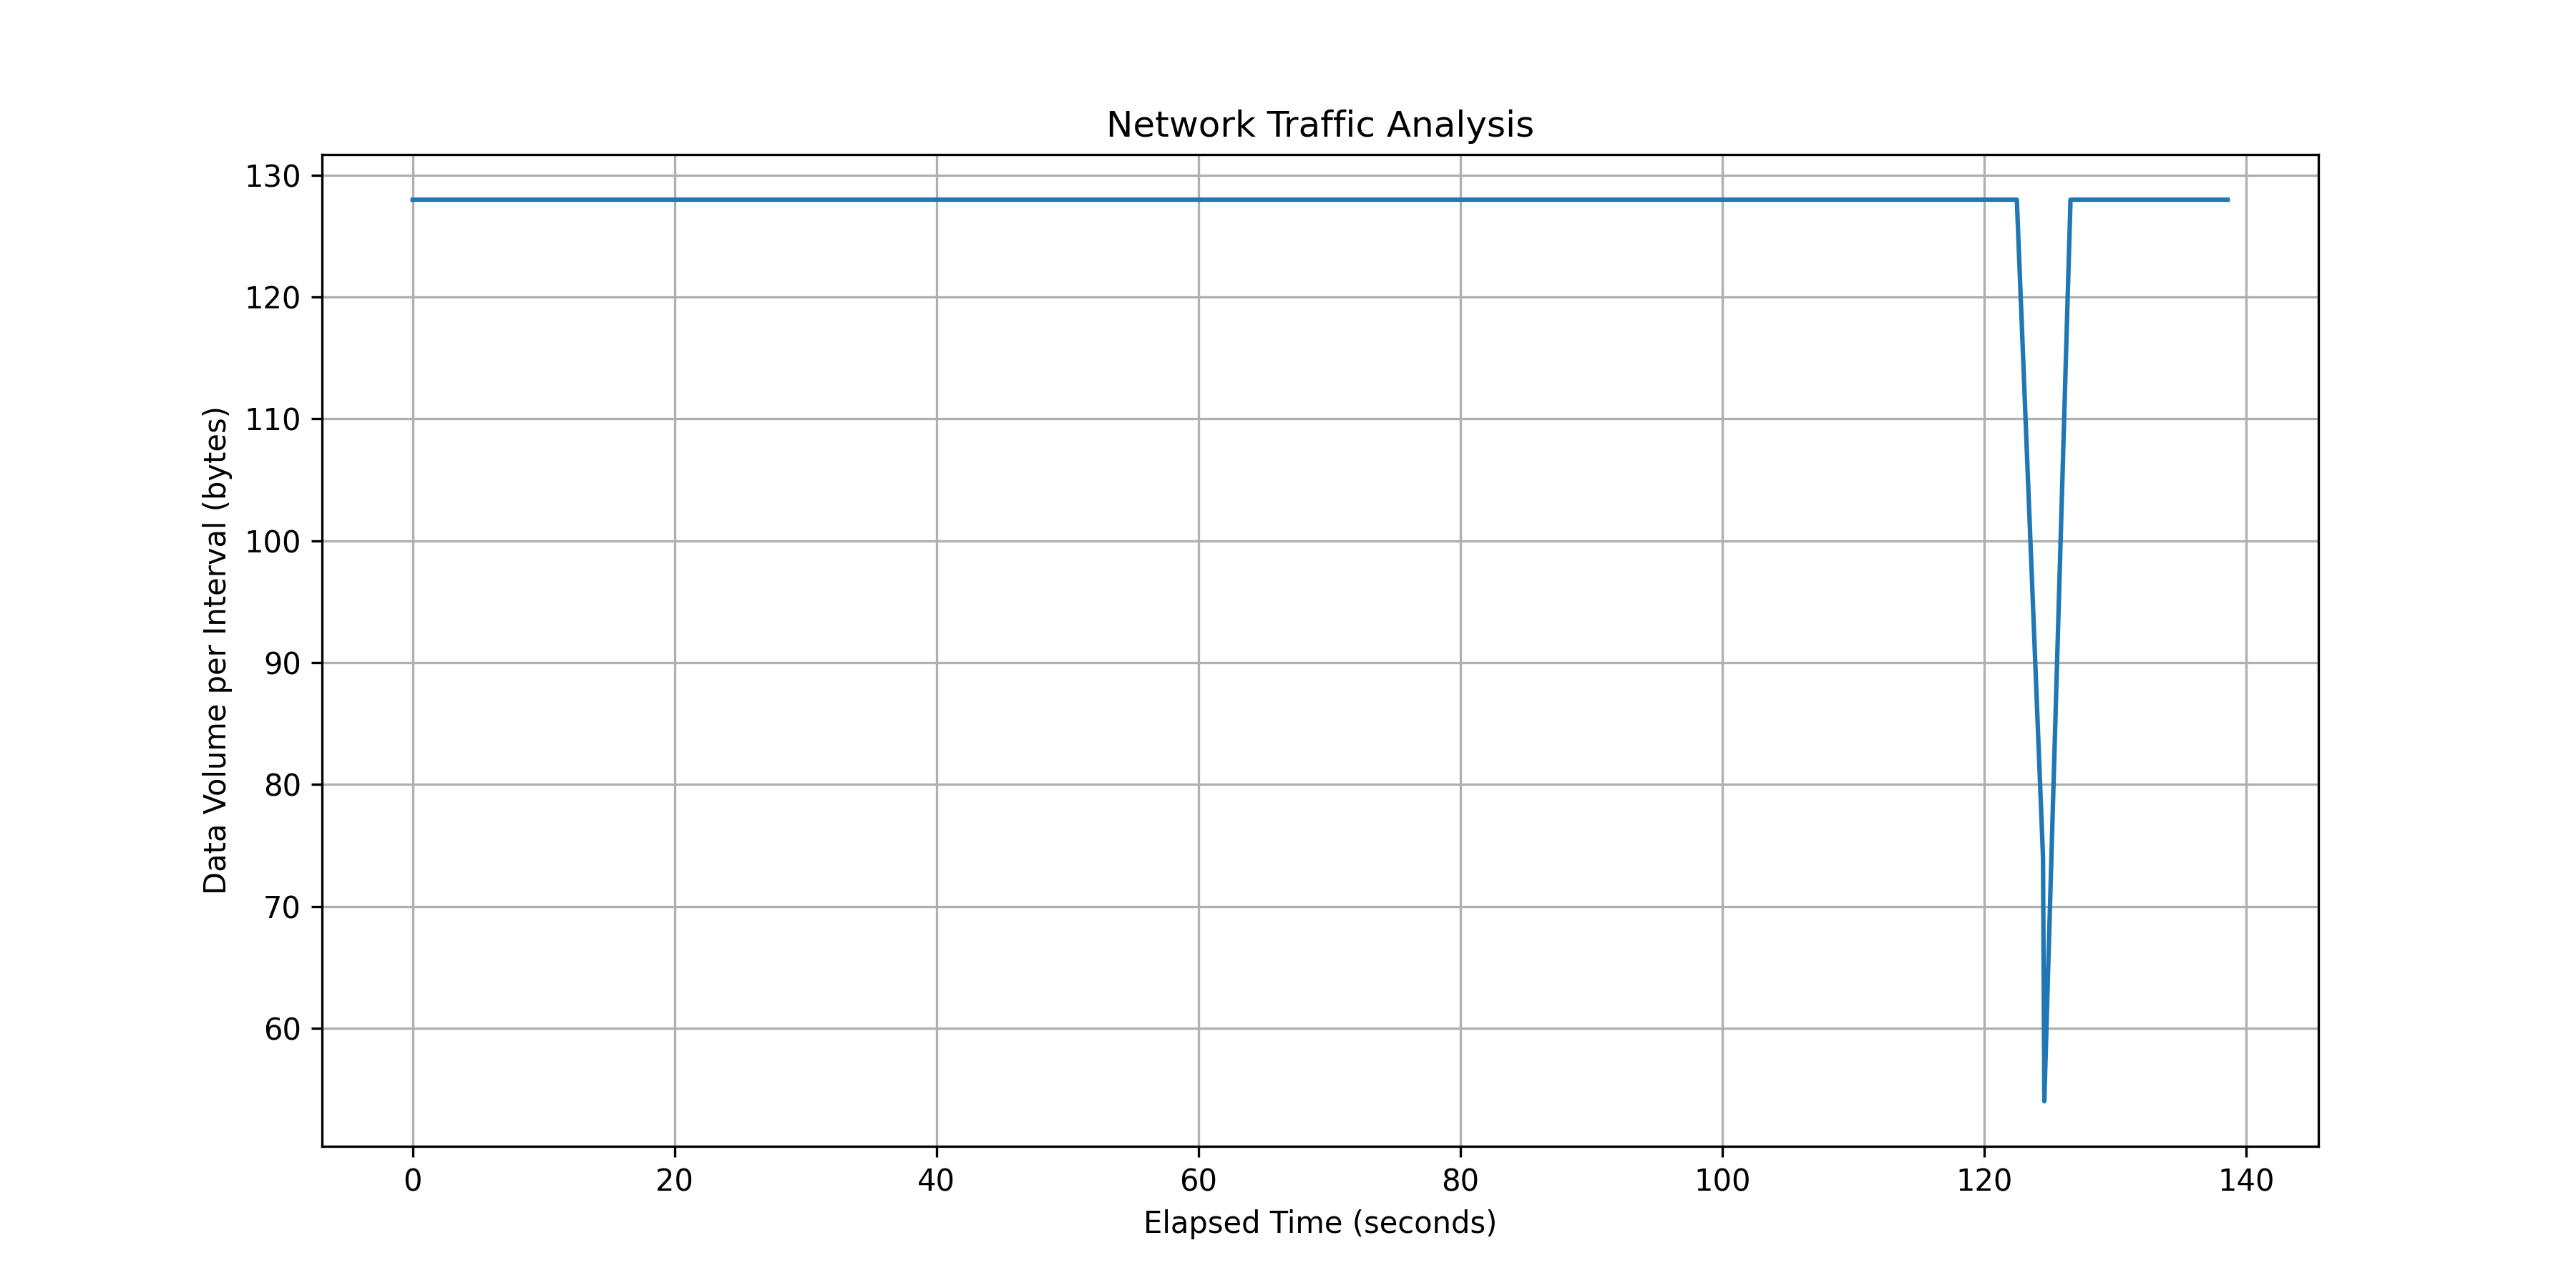 Network Traffic Analysis
130
120
110
100
90
80
70
60
Data Volume per Interval (bytes)
0 20 40 60 80 100 120 140
Elapsed Time (seconds)